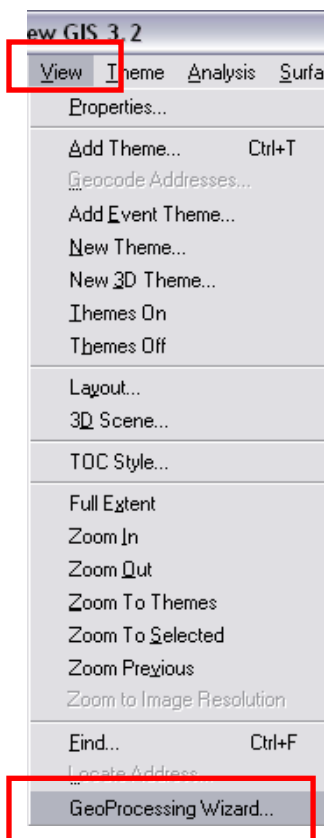 ew GIS 3.2
View Theme Analysis Surfa
Properties...
Add Theme... Ctrl+T
Geocode Addresses...
Add Event Theme...
New Theme...
New 3D Theme...
Themes On
Themes Off
Layout...
3D Scene...
TOC Style...
Full Extent
Zoom In
Zoom Out
Zoom To Themes
Zoom To Selected
Zoom Previous
Zoom to Image Resolution
Find... Ctrl+F
Locate Address...
GeoProcessing Wizard...